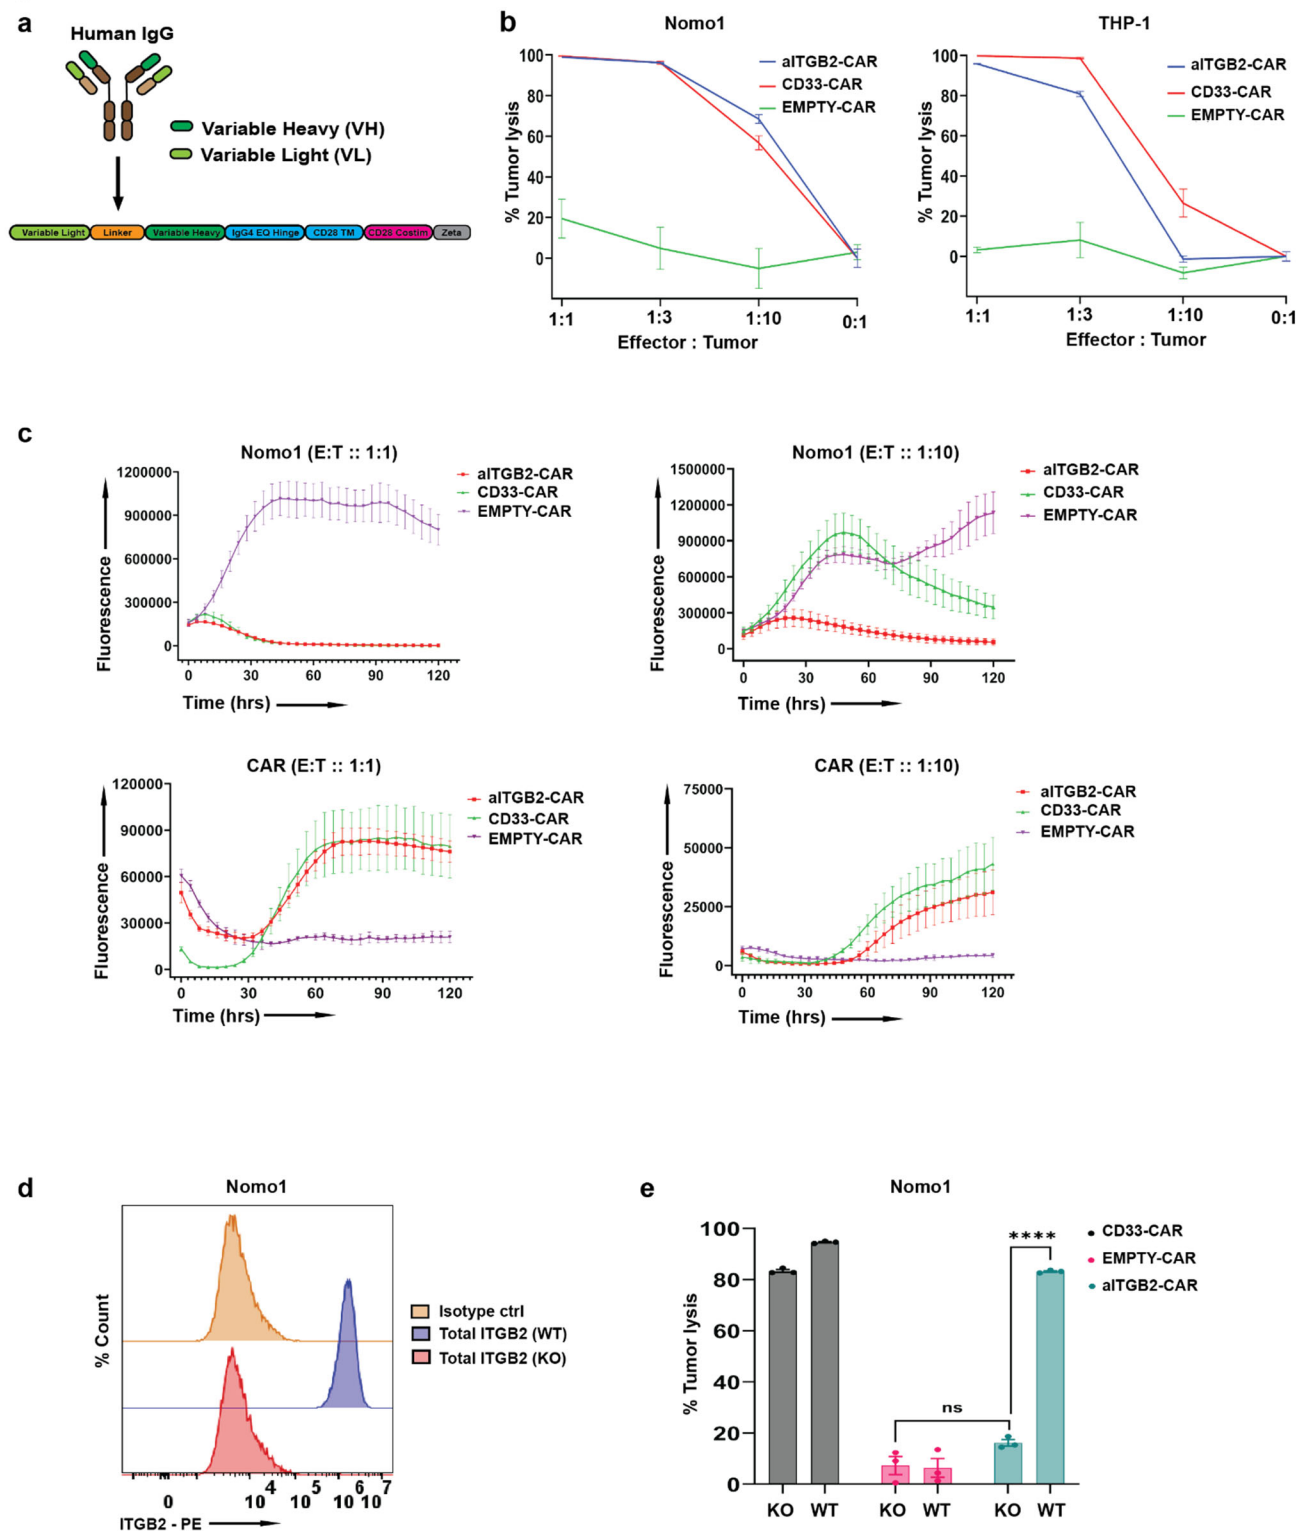 a
Human IgG
Variable Heavy (VH)
Variable Light (VL)
Variable Light Linker Variable Heavy IgG4 EQ Hinge CD28 TM CD28 Costim Zeta
b
Nomo1
100
80
60
40
20
0
% Tumor lysis
aITGB2-CAR
CD33-CAR
EMPTY-CAR
1:1 1:3 1:10 0:1
Effector : Tumor
THP-1
100
80
60
40
20
0
% Tumor lysis
aITGB2-CAR
CD33-CAR
EMPTY-CAR
1:1 1:3 1:10 0:1
Effector : Tumor
c
Nomo1 (E:T :: 1:1)
1200000
900000
600000
300000
0
Fluorescence
aITGB2-CAR
CD33-CAR
EMPTY-CAR
0 30 60 90 120
Time (hrs)
Nomo1 (E:T :: 1:10)
1500000
1200000
900000
600000
300000
0
Fluorescence
aITGB2-CAR
CD33-CAR
EMPTY-CAR
0 30 60 90 120
Time (hrs)
CAR (E:T :: 1:1)
120000
90000
60000
30000
0
Fluorescence
aITGB2-CAR
CD33-CAR
EMPTY-CAR
0 30 60 90 120
Time (hrs)
CAR (E:T :: 1:10)
75000
50000
25000
0
Fluorescence
aITGB2-CAR
CD33-CAR
EMPTY-CAR
0 30 60 90 120
Time (hrs)
d
Nomo1
% Count
Isotype ctrl
Total ITGB2 (WT)
Total ITGB2 (KO)
0 10^4 10^5 10^6 10^7
ITGB2 - PE
e
Nomo1
100
80
60
40
20
0
% Tumor lysis
****
ns
CD33-CAR
EMPTY-CAR
aITGB2-CAR
KO WT KO WT KO WT